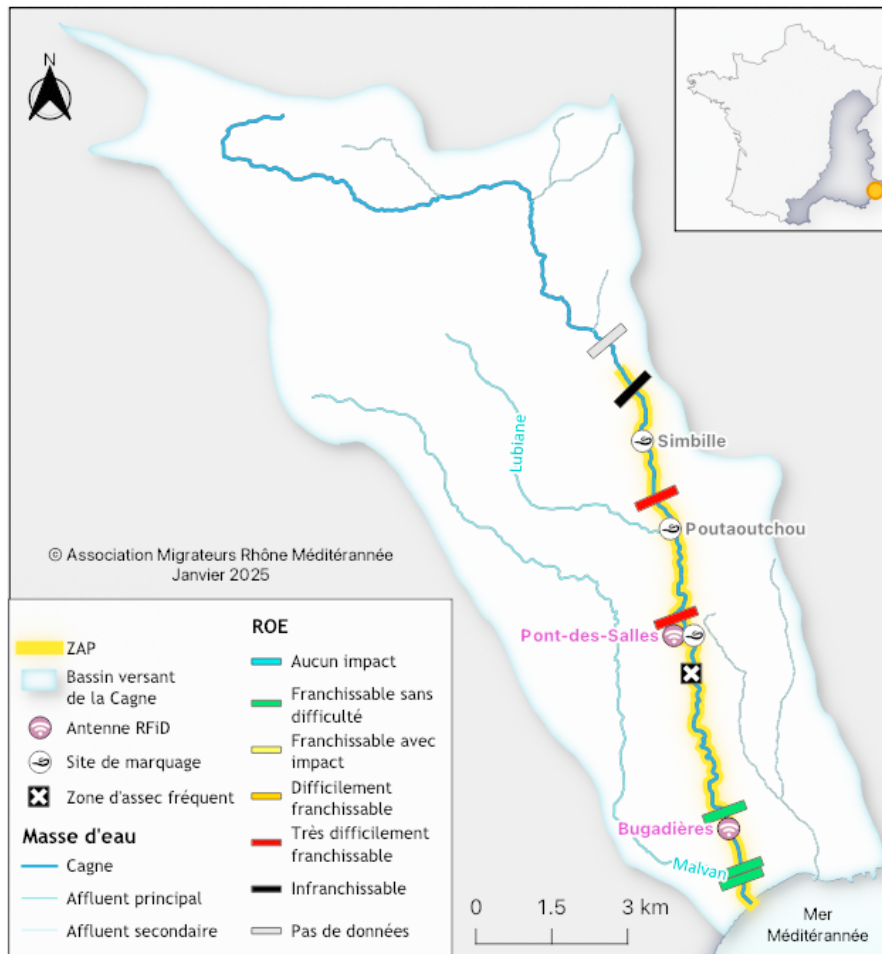 N
Simbille
Lubiane
Poutaoutchou
© Association Migrateurs Rhône Méditérannée
Janvier 2025
Pont-des-Salles
Bugadières
Malvan
0 1.5 3 km
Mer
Méditérannée
ZAP
Bassin versant
de la Cagne
Antenne RFiD
Site de marquage
Zone d'assec fréquent
Masse d'eau
Cagne
Affluent principal
Affluent secondaire
ROE
Aucun impact
Franchissable sans
difficulté
Franchissable avec
impact
Difficilement
franchissable
Très difficilement
franchissable
Infranchissable
Pas de données